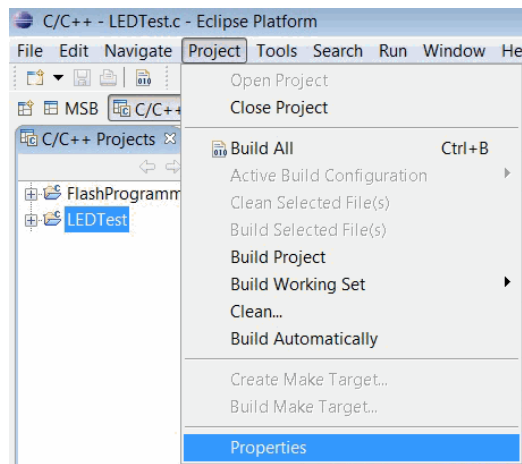 C/C++ - LEDTest.c - Eclipse Platform
File Edit Navigate Project Tools Search Run Window He
MSB C/C++
C/C++ Projects
FlashProgramm
LEDTest
Open Project
Close Project
Build All Ctrl+B
Active Build Configuration
Clean Selected File(s)
Build Selected File(s)
Build Project
Build Working Set
Clean...
Build Automatically
Create Make Target...
Build Make Target...
Properties